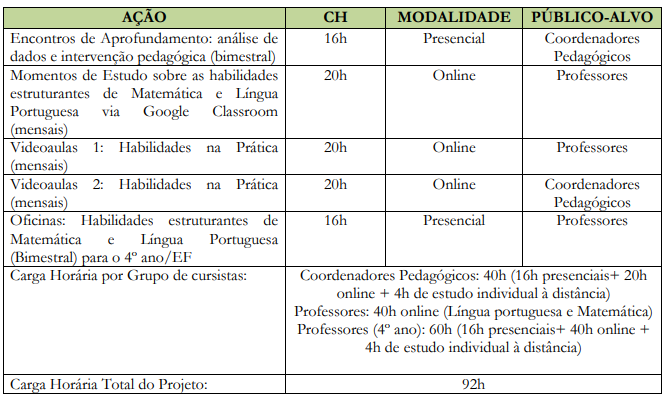 AÇÃO CH MODALIDADE PÚBLICO-ALVO
Encontros de Aprofundamento: análise de 16h Presencial Coordenadores
dados e intervenção pedagógica (bimestral) Pedagógicos
Momentos de Estudo sobre as habilidades 20h Online Professores
estruturantes de Matemática e Língua
Portuguesa via Google Classroom
(mensais)
Videoaulas 1: Habilidades na Prática 20h Online Professores
(mensais)
Videoaulas 2: Habilidades na Prática 20h Online Coordenadores
(mensais) Pedagógicos
Oficinas: Habilidades estruturantes de 16h Presencial Professores
Matemática e Língua Portuguesa
(Bimestral) para o 4º ano/EF
Carga Horária por Grupo de cursistas: Coordenadores Pedagógicos: 40h (16h presenciais+ 20h
online + 4h de estudo individual à distância)
Professores: 40h online (Língua portuguesa e Matemática)
Professores (4º ano): 60h (16h presenciais+ 40h online +
4h de estudo individual à distância)
Carga Horária Total do Projeto: 92h